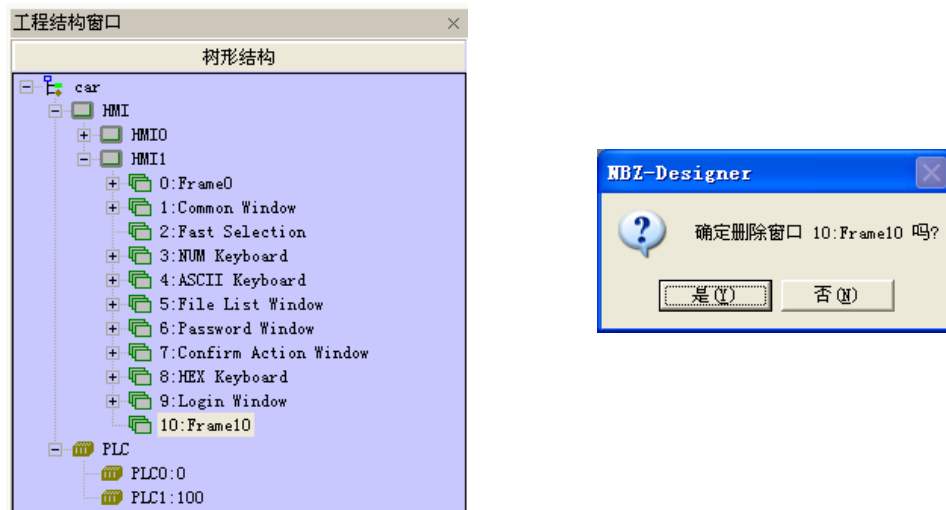 工程结构窗口
树形结构
car
HMI
HMI0
HMI1
0:Frame0
1:Common Window
2:Fast Selection
3:NUM Keyboard
4:ASCII Keyboard
5:File List Window
6:Password Window
7:Confirm Action Window
8:HEX Keyboard
9:Login Window
10:Frame10
PLC
PLC0:0
PLC1:100
NBZ-Designer
确定删除窗口 10:Frame10 吗?
是(Y)
否(N)